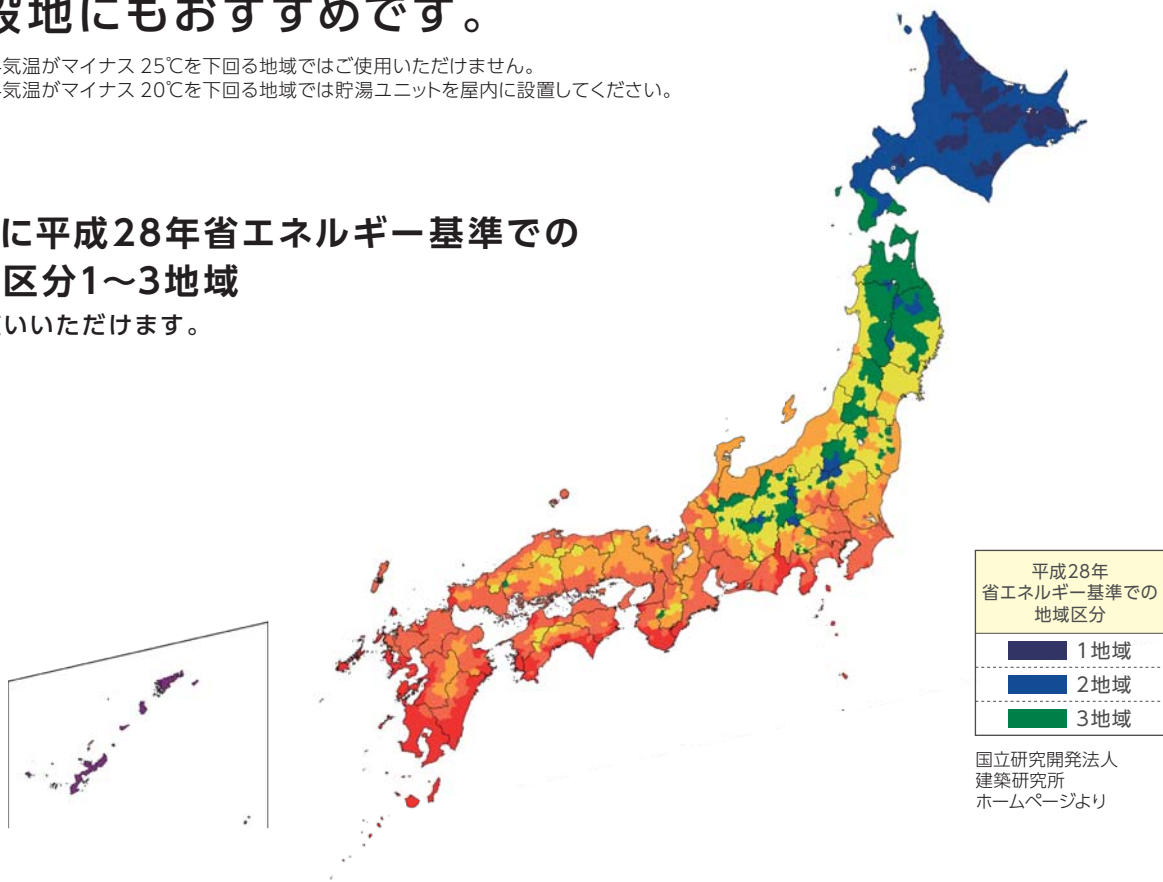 設地にもおすすめです。
気温がマイナス 25℃を下回る地域ではご使用いただけません。
気温がマイナス 20℃を下回る地域では貯湯ユニットを屋内に設置してください。
に平成28年省エネルギー基準での
区分1〜3地域
いいただけます。
平成28年
省エネルギー基準での
地域区分
1地域
2地域
3地域
国立研究開発法人
建築研究所
ホームページより